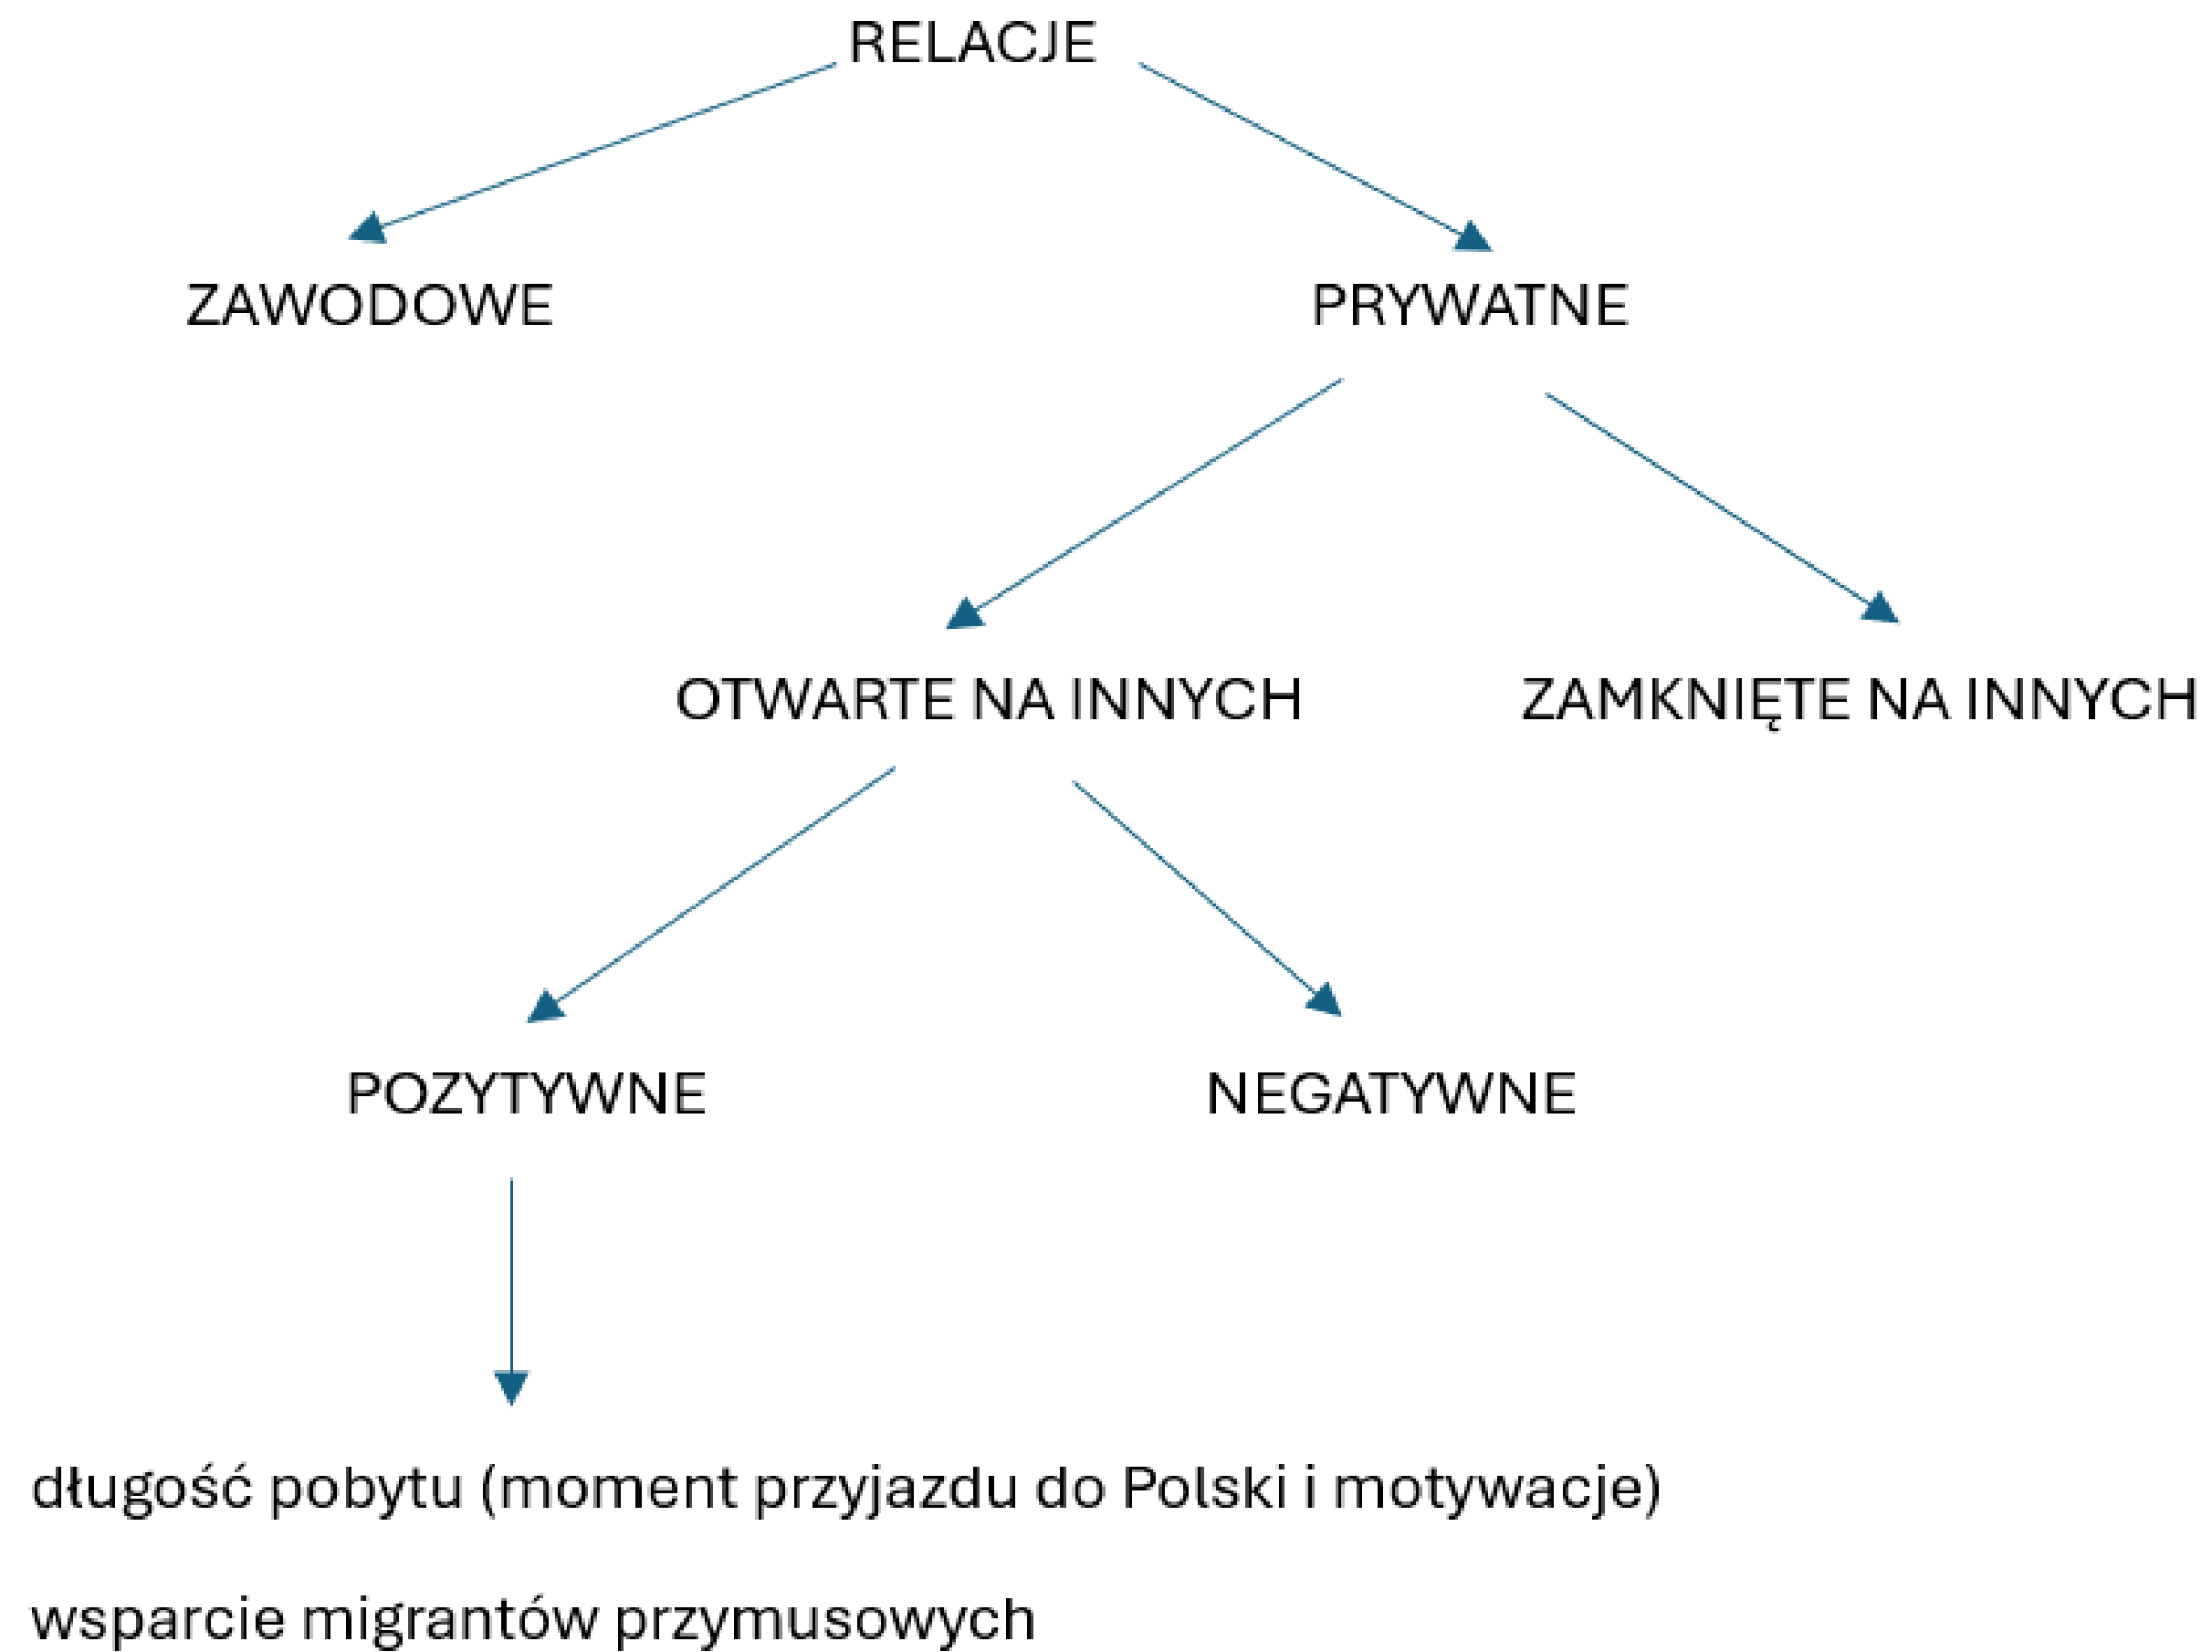 RELACJE
ZAWODOWE
PRYWATNE
OTWARTE NA INNYCH
ZAMKNIĘTE NA INNYCH
POZYTYWNE
NEGATYWNE
długość pobytu (moment przyjazdu do Polski i motywacje)
wsparcie migrantów przymusowych